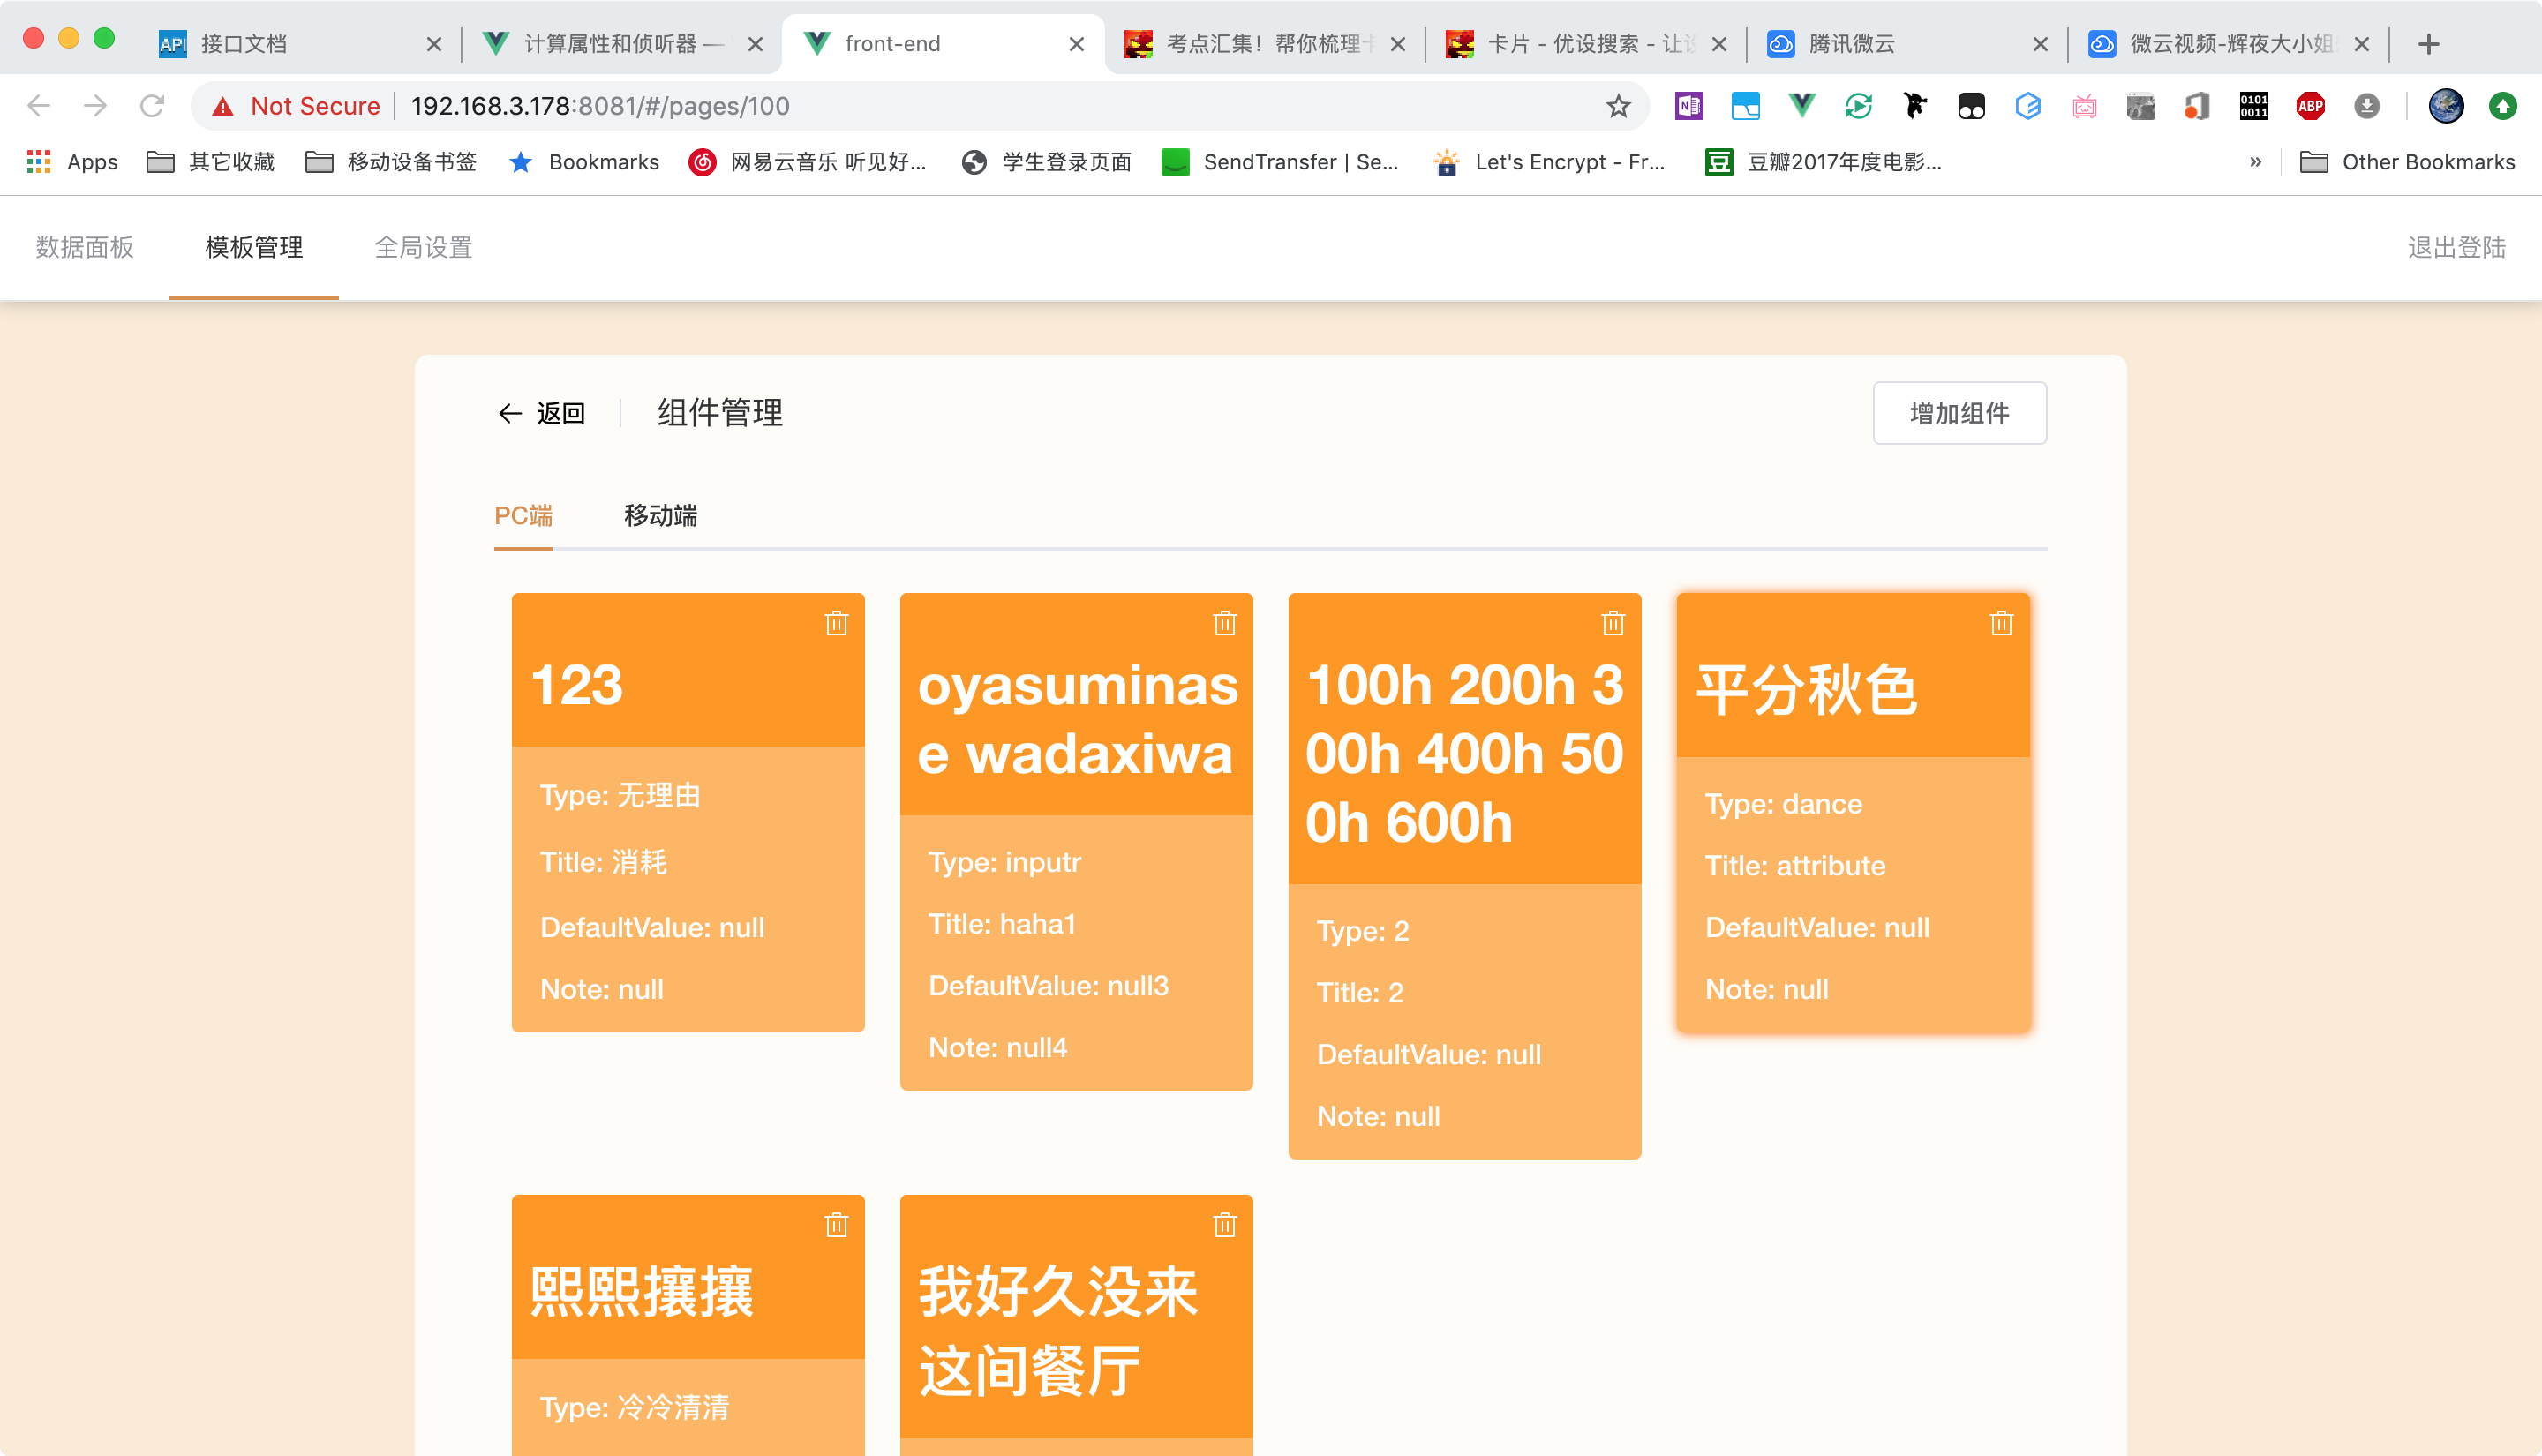 接口文档
计算属性和侦听器 —
front-end
考点汇集！帮你梳理
卡片 - 优设搜索 - 让
腾讯微云
微云视频-辉夜大小姐
Not Secure
192.168.3.178:8081/#/pages/100
Apps
其它收藏
移动设备书签
Bookmarks
网易云音乐 听见好...
学生登录页面
SendTransfer | Se...
Let's Encrypt - Fr...
豆瓣2017年度电影...
»
Other Bookmarks
数据面板
模板管理
全局设置
退出登陆
返回
组件管理
增加组件
PC端
移动端
123
Type: 无理由
Title: 消耗
DefaultValue: null
Note: null
oyasuminas
e wadaxiwa
Type: inputr
Title: haha1
DefaultValue: null3
Note: null4
100h 200h 3
00h 400h 50
0h 600h
Type: 2
Title: 2
DefaultValue: null
Note: null
平分秋色
Type: dance
Title: attribute
DefaultValue: null
Note: null
熙熙攘攘
Type: 冷冷清清
我好久没来
这间餐厅